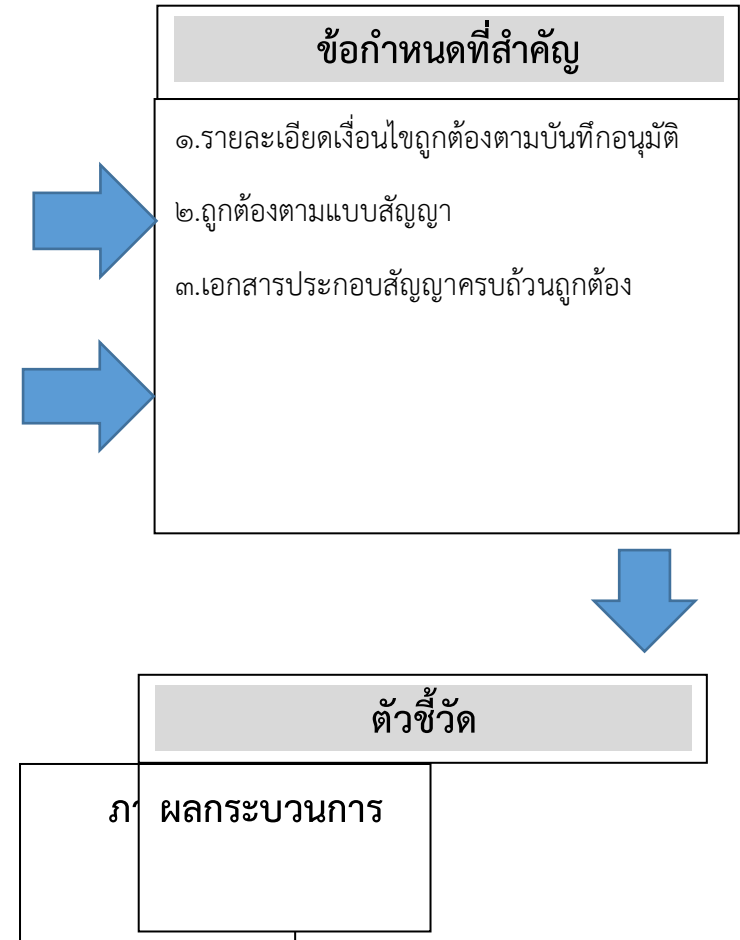 ข้อกำหนดที่สำคัญ
๑.รายละเอียดเงื่อนไขถูกต้องตามบันทึกอนุมัติ
๒.ถูกต้องตามแบบสัญญา
๓.เอกสารประกอบสัญญาครบถ้วนถูกต้อง
ตัวชี้วัด
ผลกระบวนการ